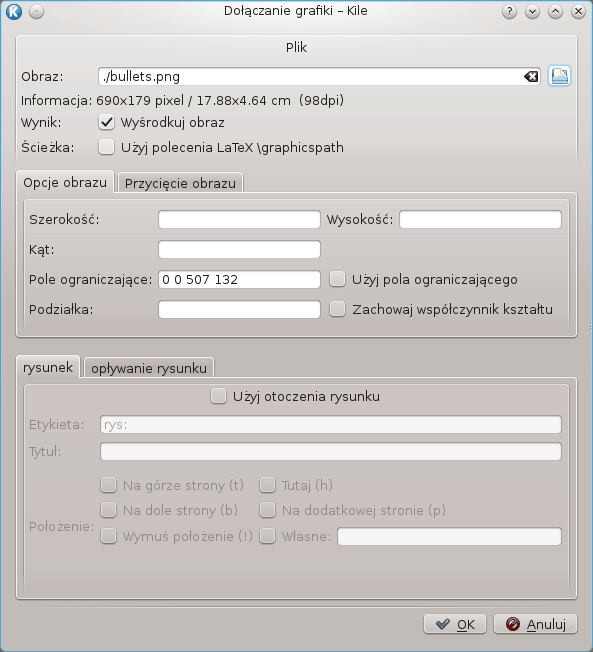 Dołączanie grafiki – Kile
Plik
Obraz: ./bullets.png
Informacja: 690x179 pixel / 17.88x4.64 cm (98dpi)
Wynik: Wyśrodkuj obraz
Ścieżka: Użyj polecenia LaTeX \graphicspath
Opcje obrazu Przycięcie obrazu
Szerokość: Wysokość:
Kąt:
Pole ograniczające: 0 0 507 132 Użyj pola ograniczającego
Podziałka: Zachowaj współczynnik kształtu
rysunek opływanie rysunku
Użyj otoczenia rysunku
Etykieta: rys:
Tytuł:
Na górze strony (t) Tutaj (h)
Na dole strony (b) Na dodatkowej stronie (p)
Położenie:
Wymuś położenie (!) Własne:
OK Anuluj